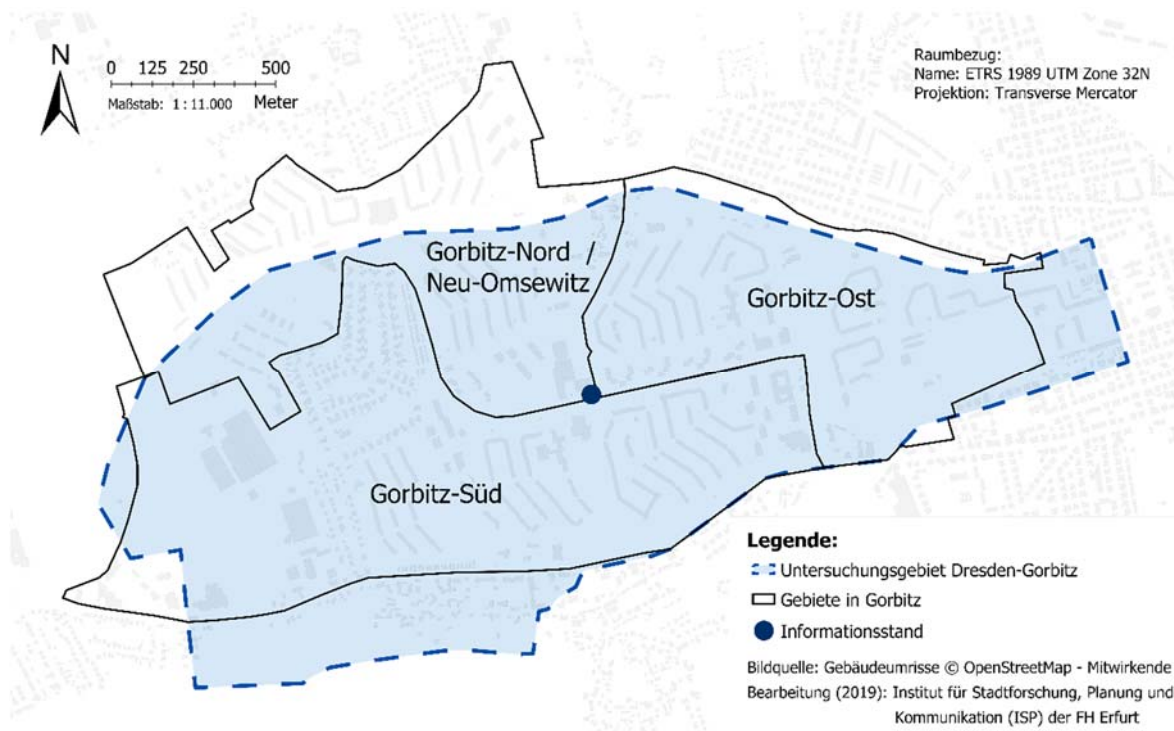 N
0 125 250 500
Maßstab: 1 : 11.000 Meter
Raumbezug:
Name: ETRS 1989 UTM Zone 32N
Projektion: Transverse Mercator
Gorbitz-Nord /
Neu-Omsewitz
Gorbitz-Ost
Gorbitz-Süd
Legende:
Untersuchungsgebiet Dresden-Gorbitz
Gebiete in Gorbitz
Informationsstand
Bildquelle: Gebäudeumrisse © OpenStreetMap - Mitwirkende
Bearbeitung (2019): Institut für Stadtforschung, Planung und
Kommunikation (ISP) der FH Erfurt